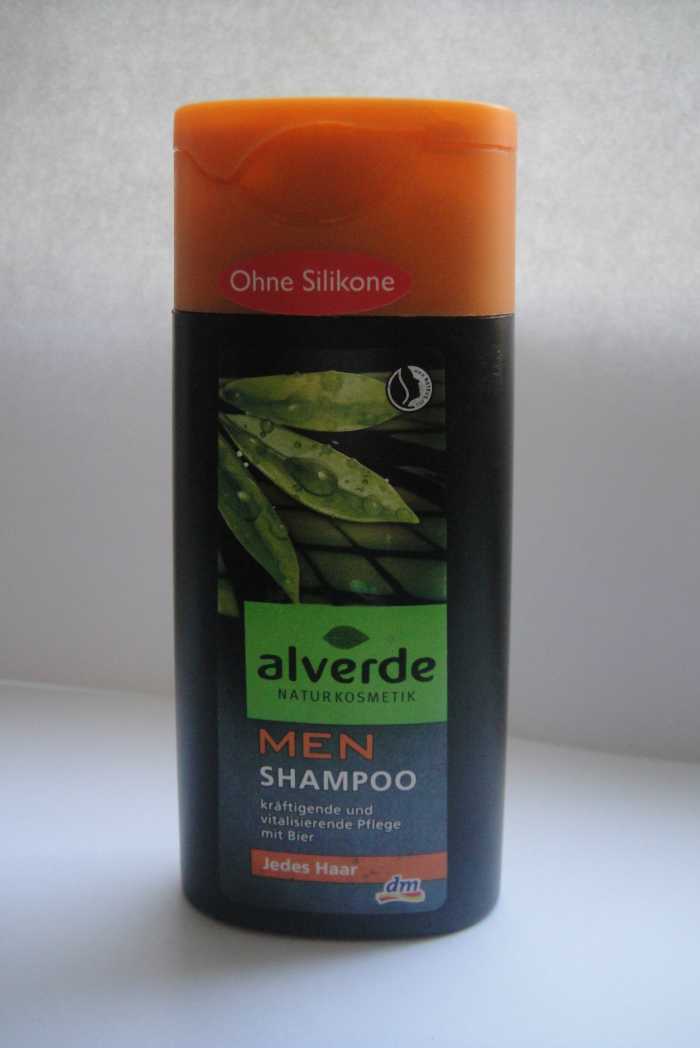 Ohne Silikone
alverde
NATURKOSMETIK
MEN
SHAMPOO
kräftigende und
vitalisierende Pflege
mit Bier
Jedes Haar
dm